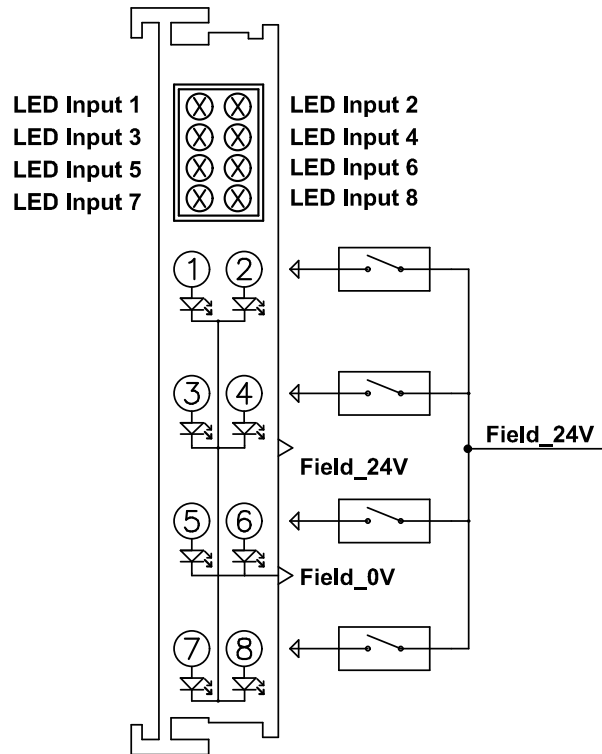 LED Input 1 LED Input 2
LED Input 3 LED Input 4
LED Input 5 LED Input 6
LED Input 7 LED Input 8
1 2
3 4
Field_24V
Field_24V
5 6
Field_0V
7 8